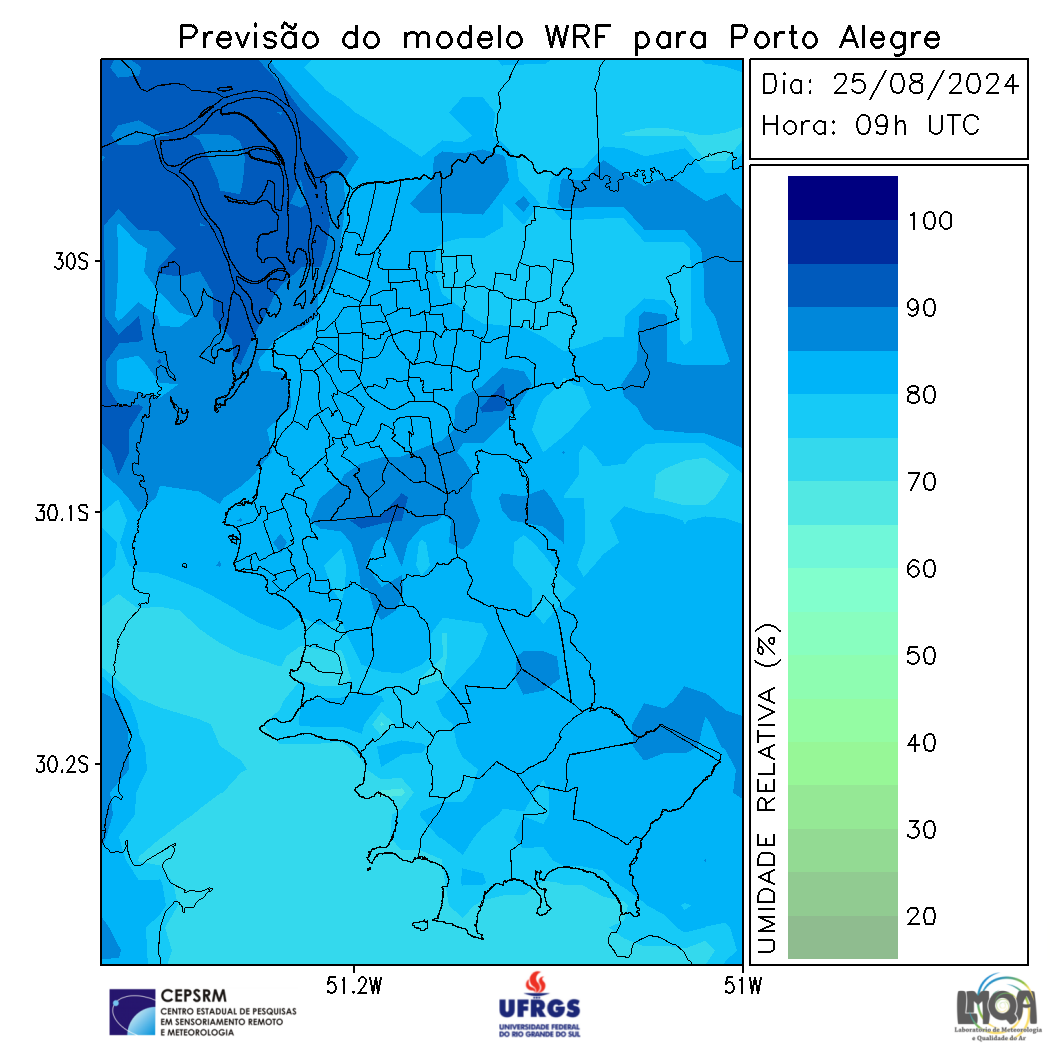 Previsão do modelo WRF para Porto Alegre
Dia: 25/08/2024
Hora: 09h UTC
30S
30.1S
30.2S
51.2W
51W
100
90
80
70
60
50
40
30
20
UMIDADE RELATIVA (%)
CEPSRM
CENTRO ESTADUAL DE PESQUISAS
EM SENSORIAMENTO REMOTO
E METEOROLOGIA
UFRGS
UNIVERSIDADE FEDERAL
DO RIO GRANDE DO SUL
LMQA
Laboratório de Meteorologia
e Qualidade do Ar